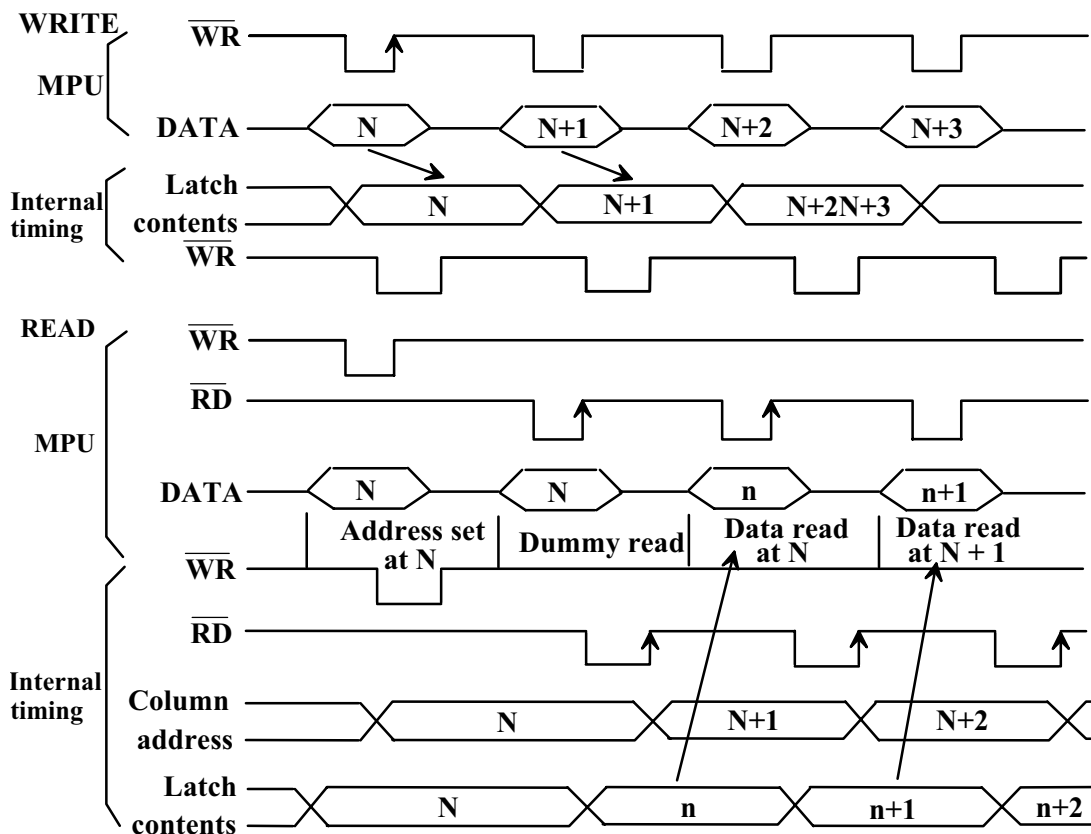 WRITE
WR
MPU
DATA N N+1 N+2 N+3
Internal timing
Latch contents N N+1 N+2N+3
WR
READ
WR
RD
MPU
DATA N N n n+1
Address set at N
Dummy read
Data read at N
Data read at N + 1
WR
RD
Internal timing
Column address N N+1 N+2
Latch contents N n n+1 n+2